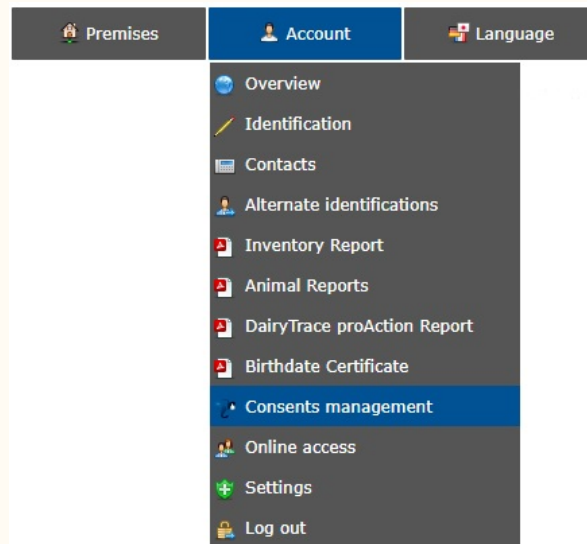 Premises
Account
Language
Overview
Identification
Contacts
Alternate identifications
Inventory Report
Animal Reports
DairyTrace proAction Report
Birthdate Certificate
Consents management
Online access
Settings
Log out